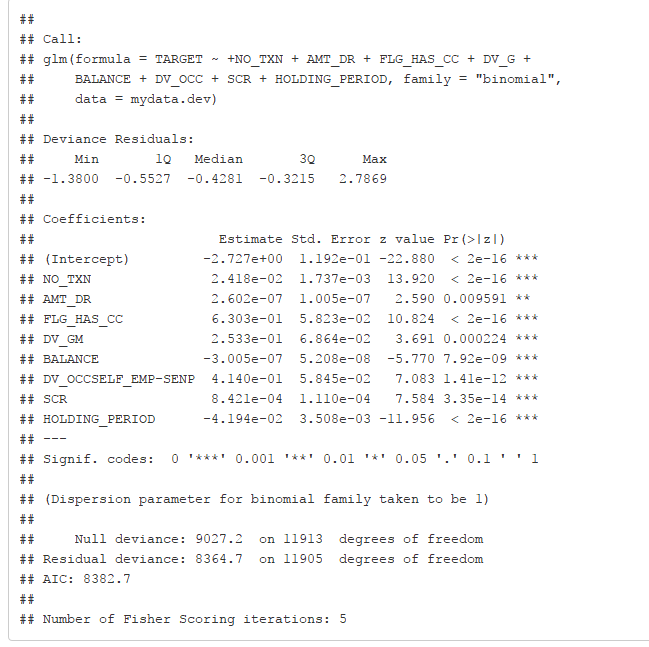 ##
## Call:
## glm(formula = TARGET ~ +NO_TXN + AMT_DR + FLG_HAS_CC + DV_G +
##     BALANCE + DV_OCC + SCR + HOLDING_PERIOD, family = "binomial",
##     data = mydata.dev)
##
## Deviance Residuals:
##     Min       1Q   Median       3Q      Max
## -1.3800  -0.5527  -0.4281  -0.3215   2.7869
##
## Coefficients:
##                       Estimate Std. Error z value Pr(>|z|)
## (Intercept)         -2.727e+00  1.192e-01 -22.880  < 2e-16 ***
## NO_TXN               2.418e-02  1.737e-03  13.920  < 2e-16 ***
## AMT_DR               2.602e-07  1.005e-07   2.590 0.009591 **
## FLG_HAS_CC           6.303e-01  5.823e-02  10.824  < 2e-16 ***
## DV_GM                2.533e-01  6.864e-02   3.691 0.000224 ***
## BALANCE             -3.005e-07  5.208e-08  -5.770 7.92e-09 ***
## DV_OCCSELF_EMP-SENP  4.140e-01  5.845e-02   7.083 1.41e-12 ***
## SCR                  8.421e-04  1.110e-04   7.584 3.35e-14 ***
## HOLDING_PERIOD      -4.194e-02  3.508e-03 -11.956  < 2e-16 ***
## ---
## Signif. codes:  0 '***' 0.001 '**' 0.01 '*' 0.05 '.' 0.1 ' ' 1
##
## (Dispersion parameter for binomial family taken to be 1)
##
##     Null deviance: 9027.2  on 11913  degrees of freedom
## Residual deviance: 8364.7  on 11905  degrees of freedom
## AIC: 8382.7
##
## Number of Fisher Scoring iterations: 5